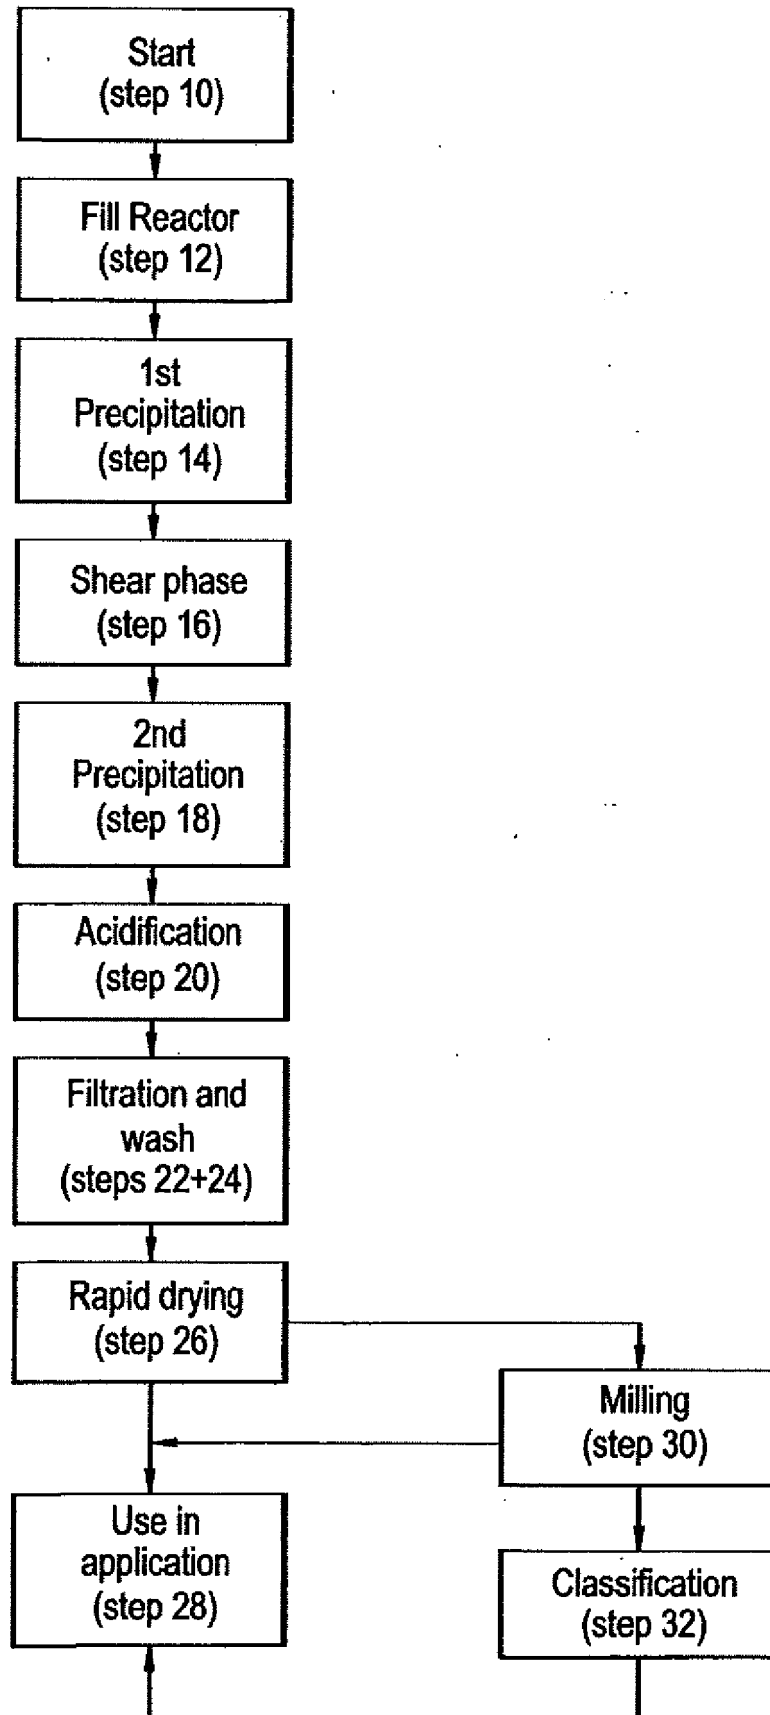 Start
(step 10)
Fill Reactor
(step 12)
1st
Precipitation
(step 14)
Shear phase
(step 16)
2nd
Precipitation
(step 18)
Acidification
(step 20)
Filtration and
wash
(steps 22+24)
Rapid drying
(step 26)
Milling
(step 30)
Use in
application
(step 28)
Classification
(step 32)